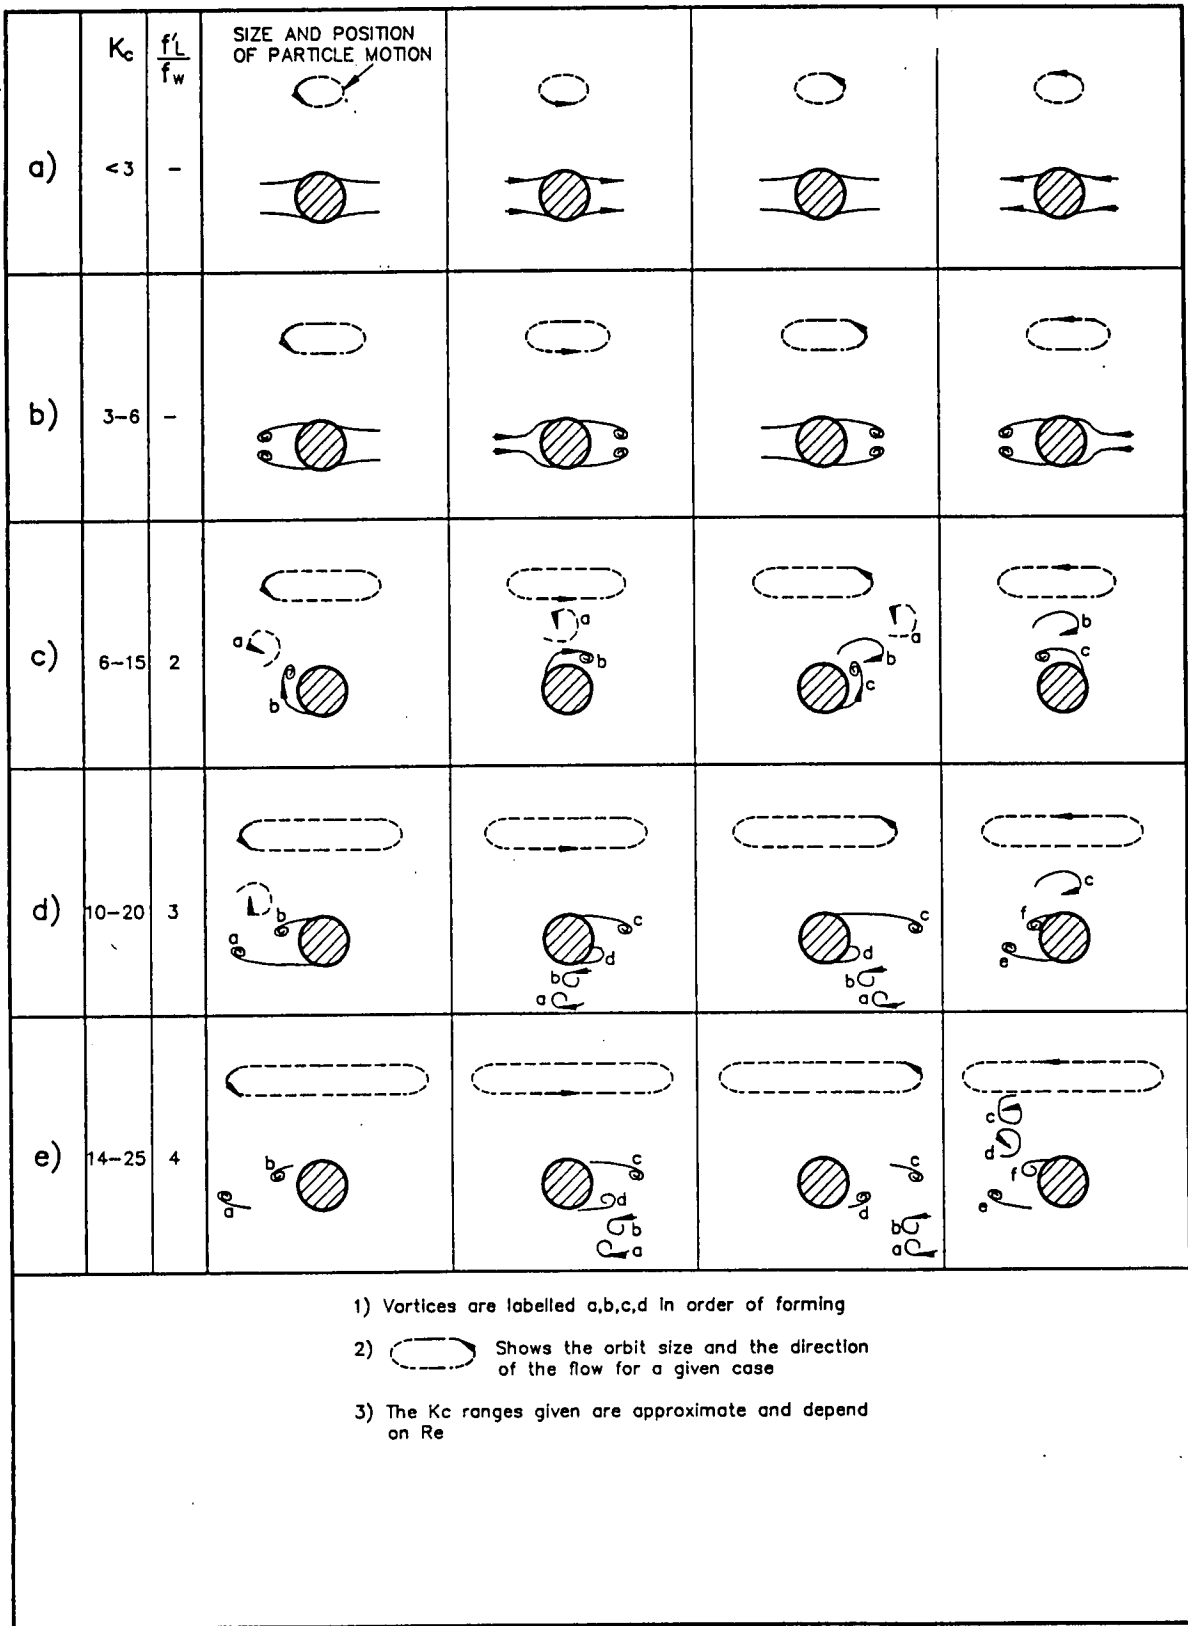 Kc
f'L
fw
SIZE AND POSITION
OF PARTICLE MOTION
a)
<3
-
b)
3-6
-
c)
6-15
2
a
b
a
b
a
b
c
b
c
d)
10-20
3
a
b
c
d
b
a
c
d
b
a
c
f
e
e)
14-25
4
b
a
c
d
b
a
c
d
b
a
c
d
f
e
1) Vortices are labelled a,b,c,d in order of forming
2) Shows the orbit size and the direction
of the flow for a given case
3) The Kc ranges given are approximate and depend
on Re